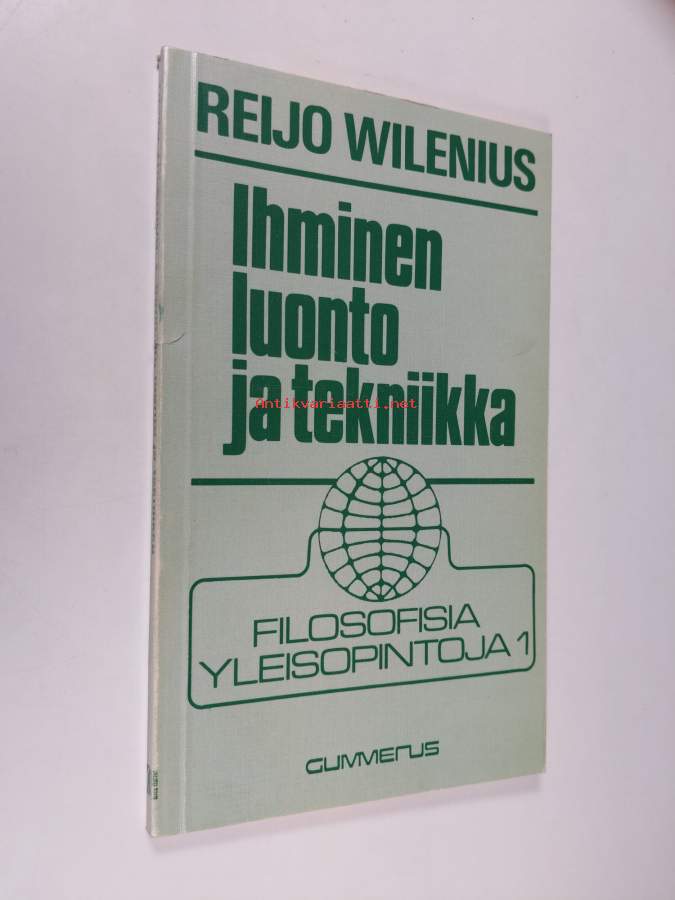 REIJO WILENIUS
Ihminen
luonto
ja tekniikka
Antikvariaatti.net
FILOSOFISIA
YLEISOPINTOJA 1
GUMMERUS